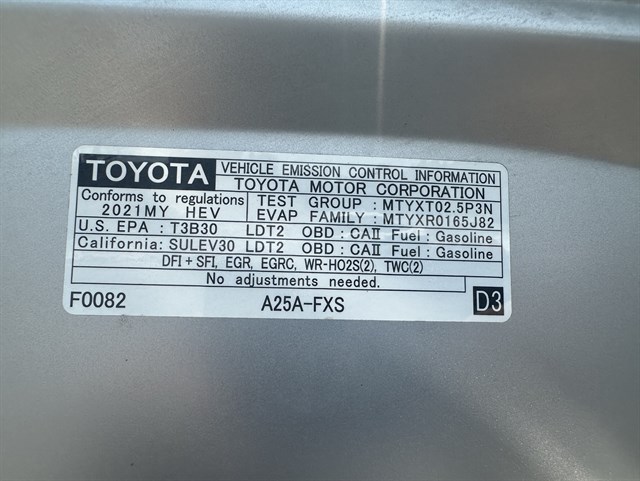 TOYOTA VEHICLE EMISSION CONTROL INFORMATION
TOYOTA MOTOR CORPORATION
Conforms to regulations
2021MY HEV
TEST GROUP : MTYXT02.5P3N
EVAP FAMILY : MTYXR0165J82
U.S. EPA : T3B30 LDT2 OBD : CAⅡ Fuel : Gasoline
California: SULEV30 LDT2 OBD : CAⅡ Fuel : Gasoline
DFI + SFI, EGR, EGRC, WR-HO2S(2), TWC(2)
No adjustments needed.
F0082 A25A-FXS D3